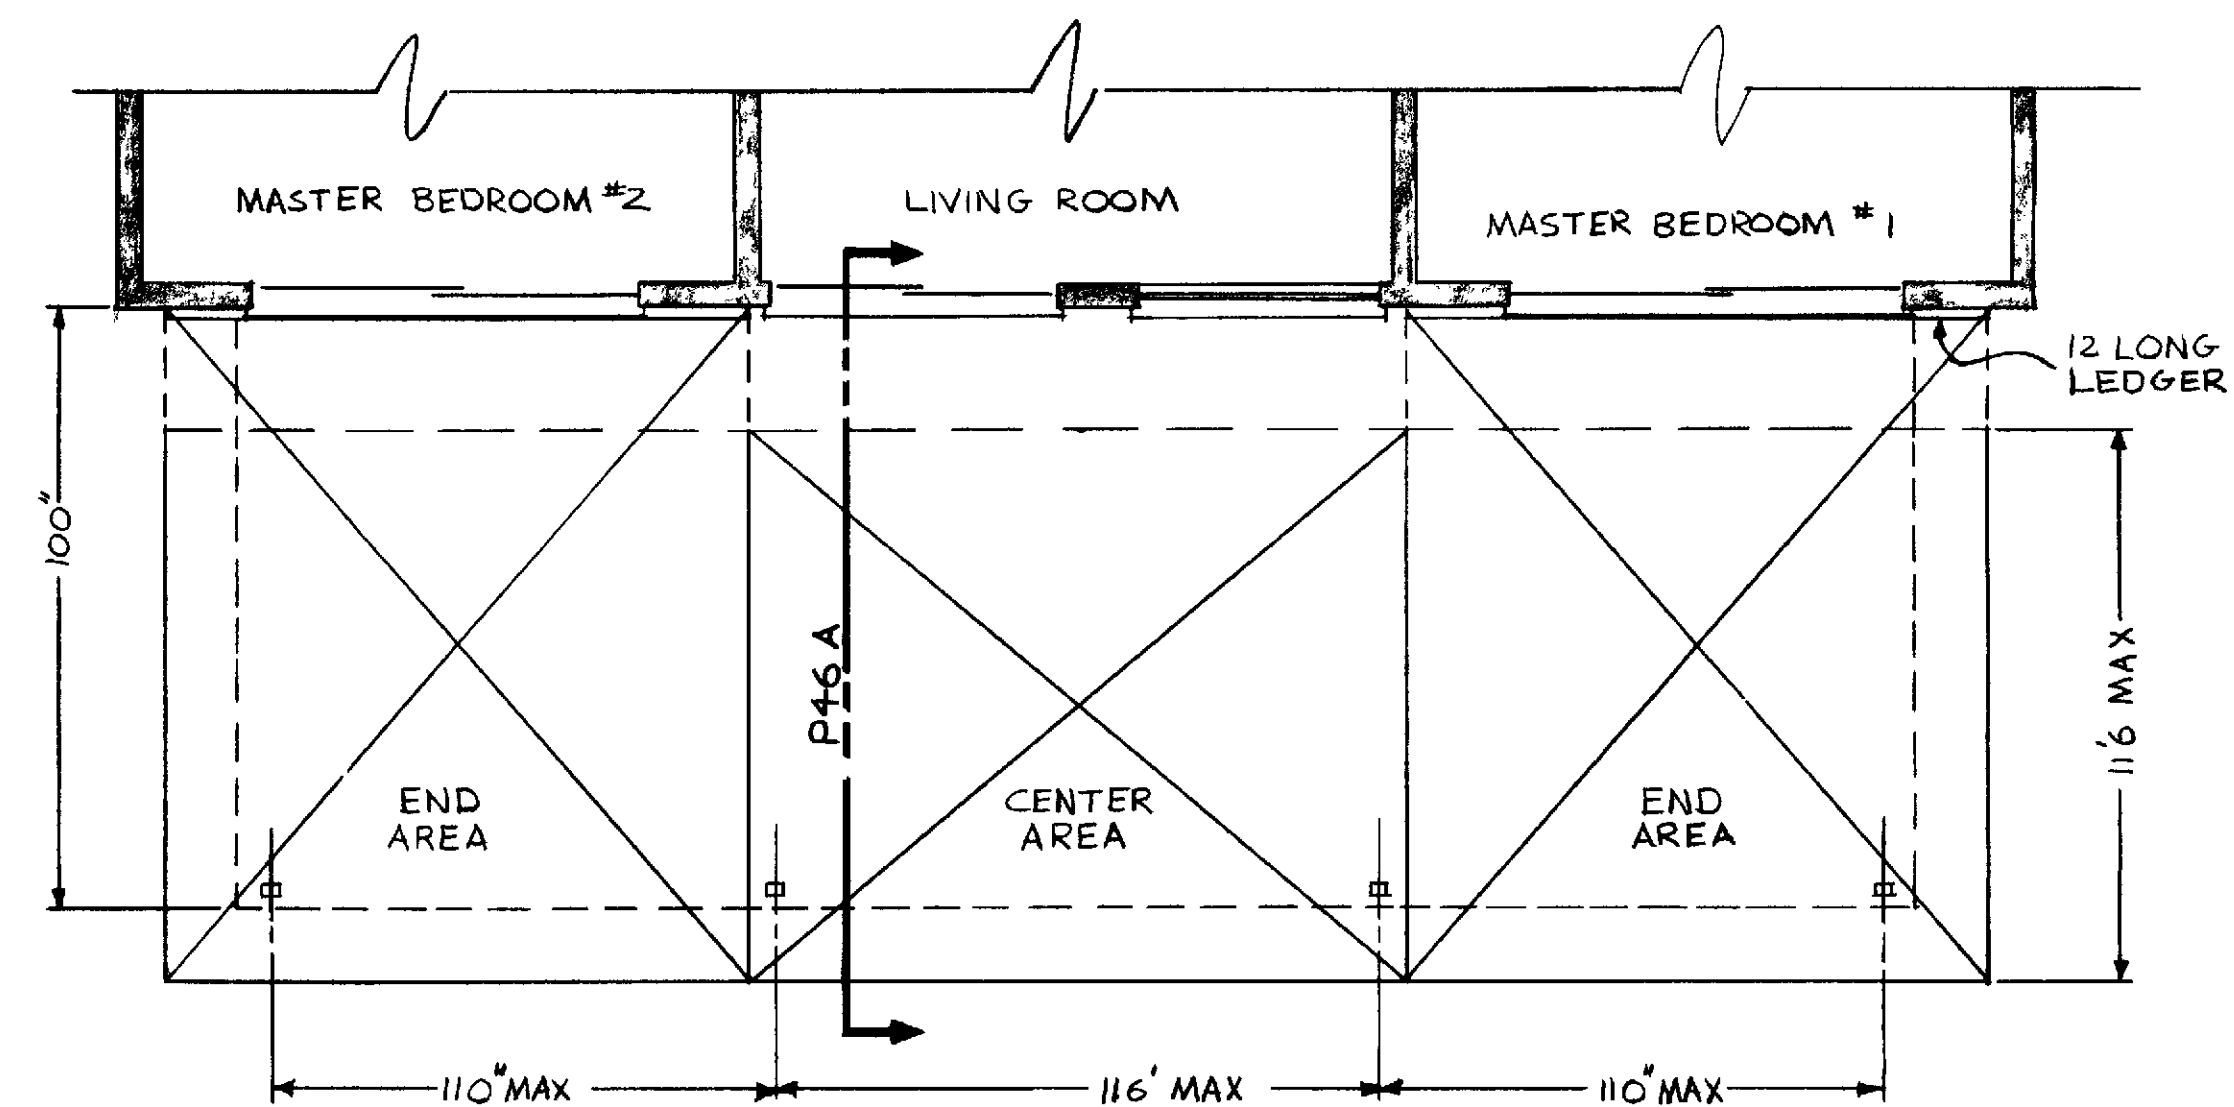 MASTER BEDROOM #2
LIVING ROOM
MASTER BEDROOM #1
12 LONG
LEDGER
100"
P46 A
11'6 MAX
END
AREA
CENTER
AREA
END
AREA
110" MAX
116' MAX
110" MAX